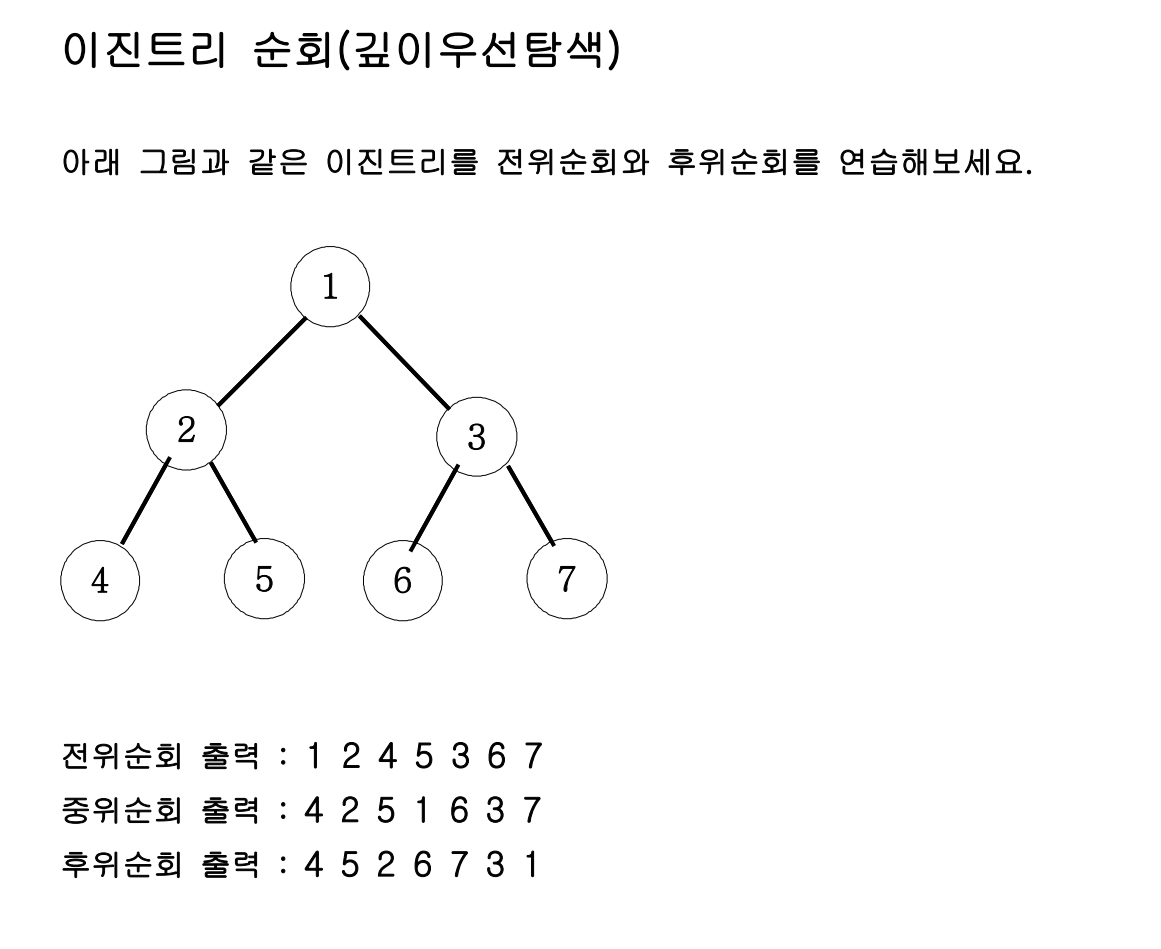 이진트리 순회(깊이우선탐색)
아래 그림과 같은 이진트리를 전위순회와 후위순회를 연습해보세요.
1
2
3
4
5
6
7
전위순회 출력 : 1 2 4 5 3 6 7
중위순회 출력 : 4 2 5 1 6 3 7
후위순회 출력 : 4 5 2 6 7 3 1